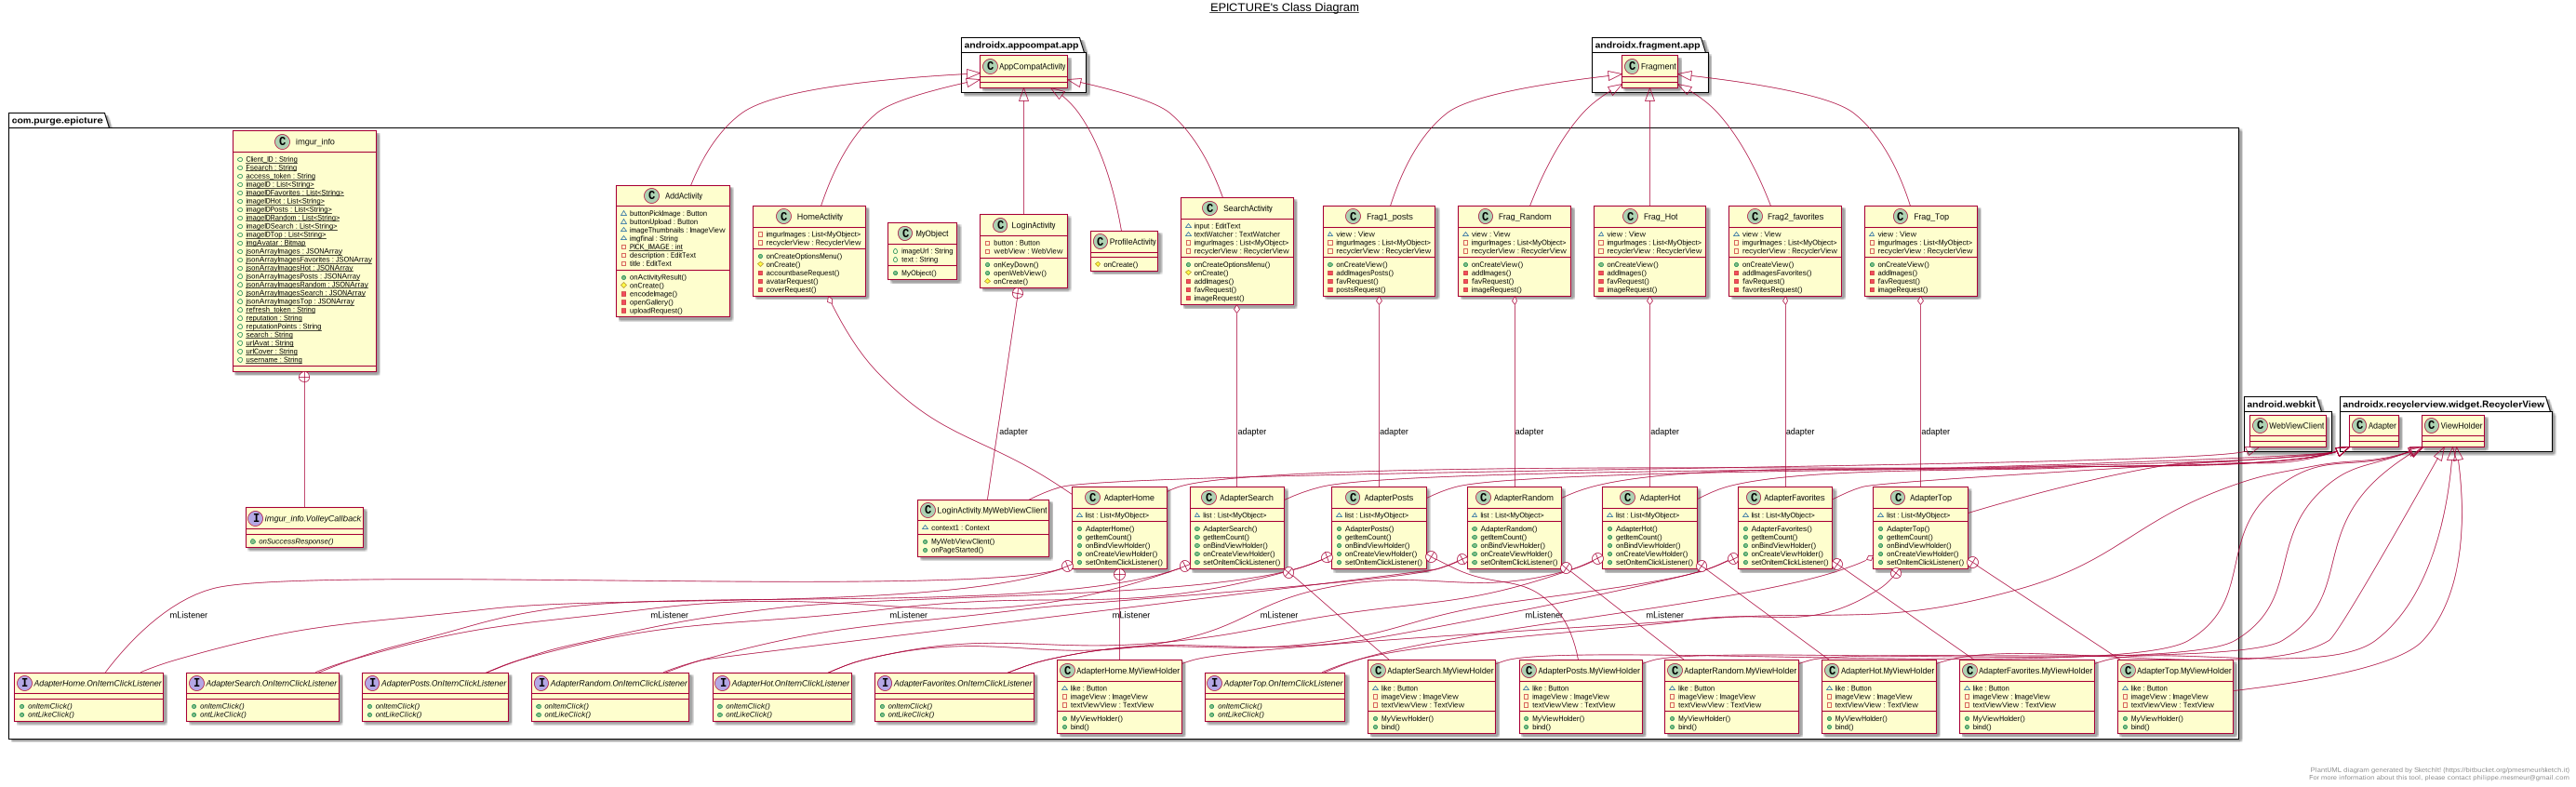 EPICTURE's Class Diagram
androidx.appcompat.app
AppCompatActivity
androidx.fragment.app
Fragment
com.purge.epicture
imgur_info
Client_ID : String
Fsearch : String
access_token : String
imageID : List<String>
imageIDFavorites : List<String>
imageIDHot : List<String>
imageIDPosts : List<String>
imageIDRandom : List<String>
imageIDSearch : List<String>
imageIDTop : List<String>
imgAvatar : Bitmap
jsonArrayImages : JSONArray
jsonArrayImagesFavorites : JSONArray
jsonArrayImagesHot : JSONArray
jsonArrayImagesPosts : JSONArray
jsonArrayImagesRandom : JSONArray
jsonArrayImagesSearch : JSONArray
jsonArrayImagesTop : JSONArray
refresh_token : String
reputation : String
reputationPoints : String
search : String
urlAvat : String
urlCover : String
username : String
AddActivity
buttonPickImage : Button
buttonUpload : Button
imageThumbnails : ImageView
imgfinal : String
PICK_IMAGE : int
description : EditText
title : EditText
onActivityResult()
onCreate()
encodeImage()
openGallery()
uploadRequest()
HomeActivity
imgurImages : List<MyObject>
recyclerView : RecyclerView
onCreateOptionsMenu()
onCreate()
accountbaseRequest()
avatarRequest()
coverRequest()
MyObject
imageUrl : String
text : String
MyObject()
LoginActivity
button : Button
webView : WebView
onKeyDown()
openWebView()
onCreate()
ProfileActivity
onCreate()
SearchActivity
input : EditText
textWatcher : TextWatcher
imgurImages : List<MyObject>
recyclerView : RecyclerView
onCreateOptionsMenu()
onCreate()
addImages()
favRequest()
imageRequest()
Frag1_posts
view : View
imgurImages : List<MyObject>
recyclerView : RecyclerView
onCreateView()
addImagesPosts()
favRequest()
postsRequest()
Frag_Random
view : View
imgurImages : List<MyObject>
recyclerView : RecyclerView
onCreateView()
addImages()
favRequest()
imageRequest()
Frag_Hot
view : View
imgurImages : List<MyObject>
recyclerView : RecyclerView
onCreateView()
addImages()
favRequest()
imageRequest()
Frag2_favorites
view : View
imgurImages : List<MyObject>
recyclerView : RecyclerView
onCreateView()
addImagesFavorites()
favRequest()
favoritesRequest()
Frag_Top
view : View
imgurImages : List<MyObject>
recyclerView : RecyclerView
onCreateView()
addImages()
favRequest()
imageRequest()
android.webkit
WebViewClient
androidx.recyclerview.widget.RecyclerView
Adapter
ViewHolder
adapter
adapter
adapter
adapter
adapter
adapter
adapter
imgur_info.VolleyCallback
onSuccessResponse()
LoginActivity.MyWebViewClient
context1 : Context
MyWebViewClient()
onPageStarted()
AdapterHome
list : List<MyObject>
AdapterHome()
getItemCount()
onBindViewHolder()
onCreateViewHolder()
setOnItemClickListener()
AdapterSearch
list : List<MyObject>
AdapterSearch()
getItemCount()
onBindViewHolder()
onCreateViewHolder()
setOnItemClickListener()
AdapterPosts
list : List<MyObject>
AdapterPosts()
getItemCount()
onBindViewHolder()
onCreateViewHolder()
setOnItemClickListener()
AdapterRandom
list : List<MyObject>
AdapterRandom()
getItemCount()
onBindViewHolder()
onCreateViewHolder()
setOnItemClickListener()
AdapterHot
list : List<MyObject>
AdapterHot()
getItemCount()
onBindViewHolder()
onCreateViewHolder()
setOnItemClickListener()
AdapterFavorites
list : List<MyObject>
AdapterFavorites()
getItemCount()
onBindViewHolder()
onCreateViewHolder()
setOnItemClickListener()
AdapterTop
list : List<MyObject>
AdapterTop()
getItemCount()
onBindViewHolder()
onCreateViewHolder()
setOnItemClickListener()
mListener
mListener
mListener
mListener
mListener
mListener
mListener
AdapterHome.OnItemClickListener
onItemClick()
ontLikeClick()
AdapterSearch.OnItemClickListener
onItemClick()
ontLikeClick()
AdapterPosts.OnItemClickListener
onItemClick()
ontLikeClick()
AdapterRandom.OnItemClickListener
onItemClick()
ontLikeClick()
AdapterHot.OnItemClickListener
onItemClick()
ontLikeClick()
AdapterFavorites.OnItemClickListener
onItemClick()
ontLikeClick()
AdapterHome.MyViewHolder
like : Button
imageView : ImageView
textViewView : TextView
MyViewHolder()
bind()
AdapterTop.OnItemClickListener
onItemClick()
ontLikeClick()
AdapterSearch.MyViewHolder
like : Button
imageView : ImageView
textViewView : TextView
MyViewHolder()
bind()
AdapterPosts.MyViewHolder
like : Button
imageView : ImageView
textViewView : TextView
MyViewHolder()
bind()
AdapterRandom.MyViewHolder
like : Button
imageView : ImageView
textViewView : TextView
MyViewHolder()
bind()
AdapterHot.MyViewHolder
like : Button
imageView : ImageView
textViewView : TextView
MyViewHolder()
bind()
AdapterFavorites.MyViewHolder
like : Button
imageView : ImageView
textViewView : TextView
MyViewHolder()
bind()
AdapterTop.MyViewHolder
like : Button
imageView : ImageView
textViewView : TextView
MyViewHolder()
bind()
PlantUML diagram generated by SketchIt! (https://bitbucket.org/pmesmeur/sketch.it)
For more information about this tool, please contact philippe.mesmeur@gmail.com